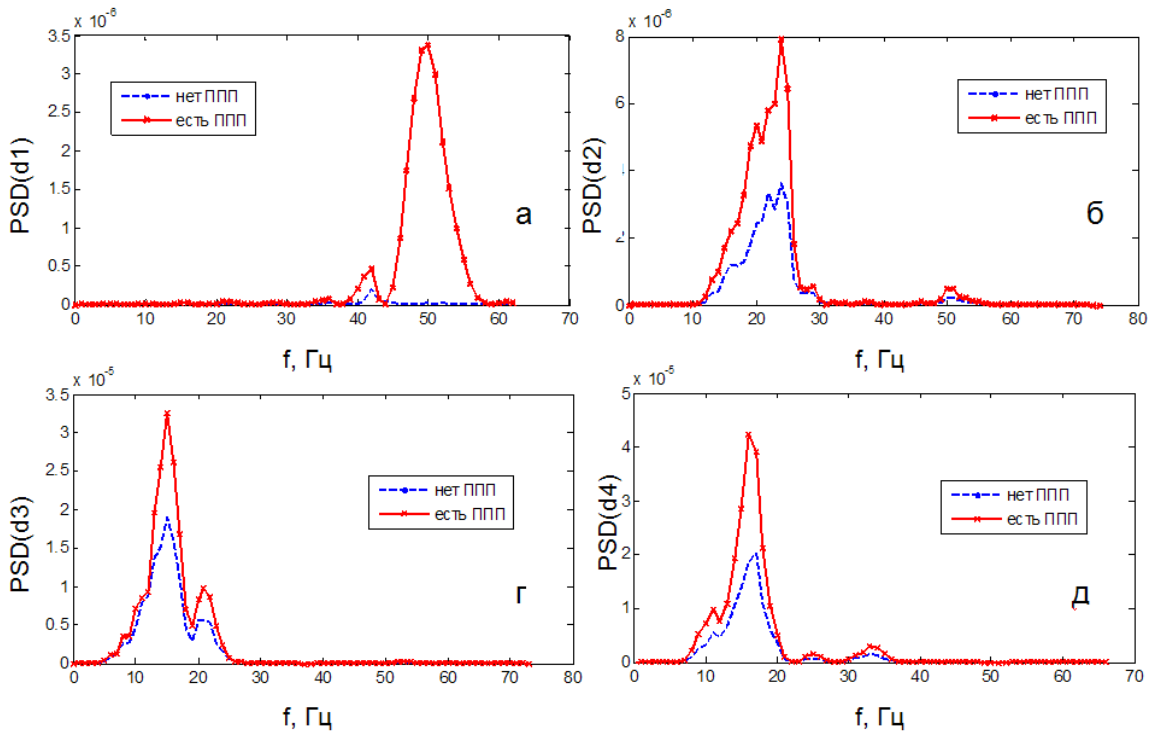 x 10^-6
3.5
3
2.5
2
1.5
1
0.5
0
0 10 20 30 40 50 60 70
PSD(d1)
f, Гц
нет ППП
есть ППП
а
x 10^-6
8
6
4
2
0
0 10 20 30 40 50 60 70 80
PSD(d2)
f, Гц
нет ППП
есть ППП
б
x 10^-5
3.5
3
2.5
2
1.5
1
0.5
0
0 10 20 30 40 50 60 70 80
PSD(d3)
f, Гц
нет ППП
есть ППП
г
x 10^-5
5
4
3
2
1
0
0 10 20 30 40 50 60 70
PSD(d4)
f, Гц
нет ППП
есть ППП
д